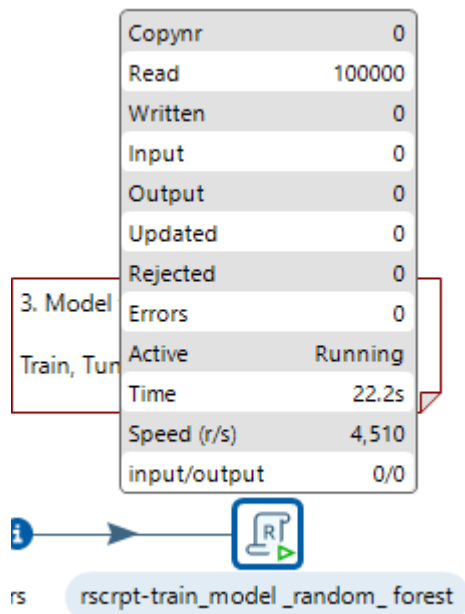 Copynr 0
Read 100000
Written 0
Input 0
Output 0
Updated 0
Rejected 0
Errors 0
Active Running
Time 22.2s
Speed (r/s) 4,510
input/output 0/0
3. Model
Train, Tun
R
i
rs
rscrpt-train_model _random_ forest